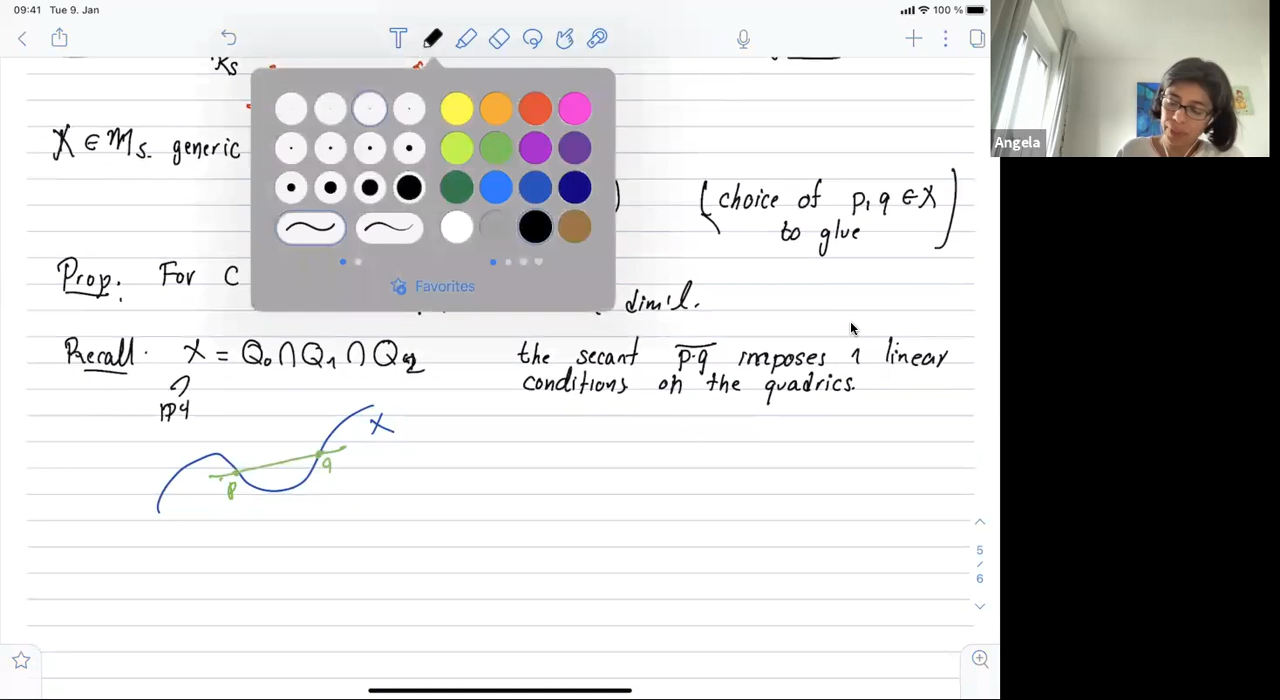 09:41 Tue 9. Jan
100 %
Ks
X ∈ M5. generic
(choice of p, q ∈ X
to glue
Prop: For C
dim'l.
Recall. X = Q0 ∩ Q1 ∩ Q2
the secant p·q imposes 1 linear
conditions on the quadrics.
P4
X
p
q
Favorites
5
/
6
Angela